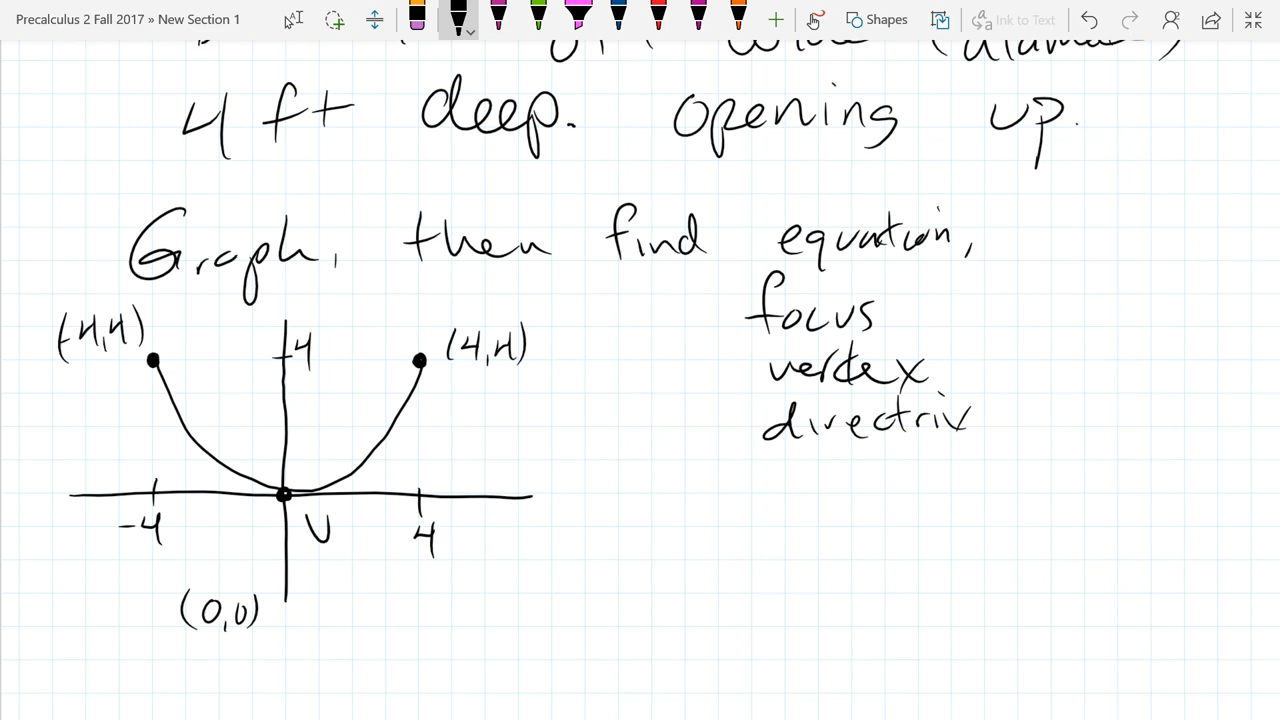 Precalculus 2 Fall 2017 » New Section 1
Shapes
Ink to Text
4 ft deep. opening up.
Graph, then find equation,
focus
vertex
directrix
(-4,4)
4
(4,4)
-4
V
4
(0,0)